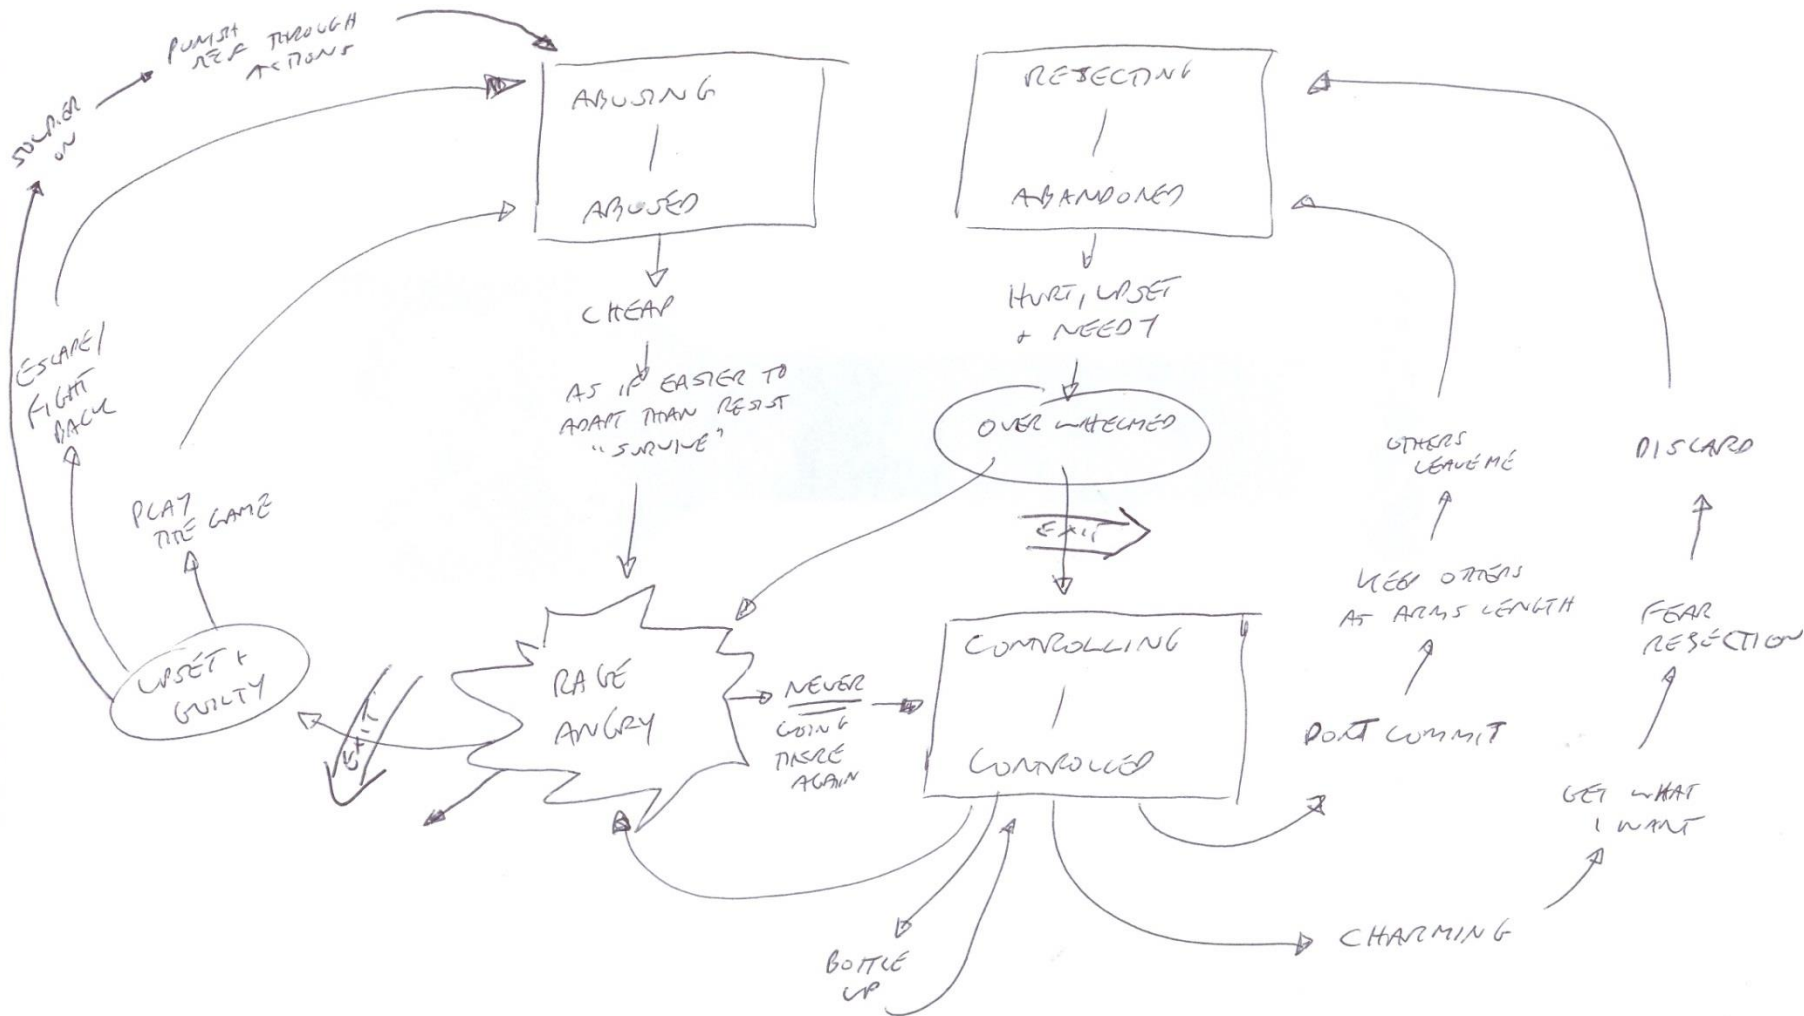 PUNISH
SELF THROUGH
ACTIONS
SOLDIER
ON
ABUSING
ABUSED
REJECTING
ABANDONED
CHEAP
AS IF EASIER TO
ADAPT THAN RESIST
"SURVIVE"
HURT, UPSET
+ NEEDY
OVERWHELMED
EXIT
ESCAPE/
FIGHT
BACK
PLAY
THE GAME
UPSET +
GUILTY
EXIT
RAGE
ANGRY
NEVER
GOING
THERE
AGAIN
CONTROLLING
CONTROLLED
OTHERS
LEAVE ME
KEEP OTHERS
AT ARMS LENGTH
DONT COMMIT
DISCARD
FEAR
REJECTION
GET WHAT
I WANT
CHARMING
BOTTLE
UP